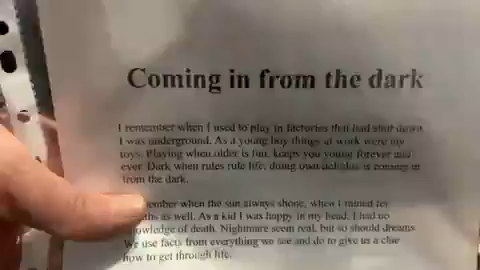 Coming in from the dark
I remember when I used to play in factories that had shut down.
I was underground. As a young boy things at work were my
toys. Playing when older is fun, keeps you young forever and
ever. Dark when rules rule life, doing is coming in
from the dark.
when the sun always shone, when I
as well. As a kid I was happy in my head. I had no
knowledge of death. Nightmare seem real, but so should dreams.
We use facts from everything we see and do to give us a clue
how to get through life.